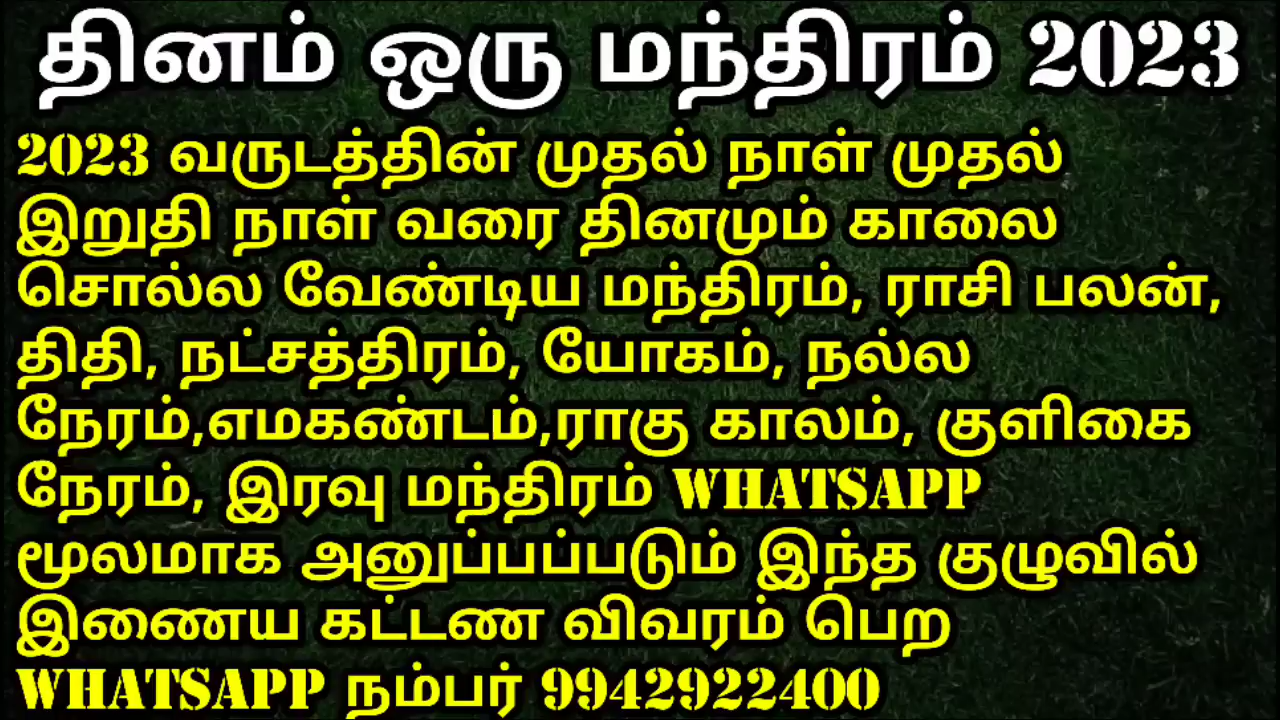 தினம் ஒரு மந்திரம் 2023
2023 வருடத்தின் முதல் நாள் முதல்
இறுதி நாள் வரை தினமும் காலை
சொல்ல வேண்டிய மந்திரம், ராசி பலன்,
திதி, நட்சத்திரம், யோகம், நல்ல
நேரம்,எமகண்டம்,ராகு காலம், குளிகை
நேரம், இரவு மந்திரம் WHATSAPP
மூலமாக அனுப்பப்படும் இந்த குழுவில்
இணைய கட்டண விவரம் பெற
WHATSAPP நம்பர் 9942922400